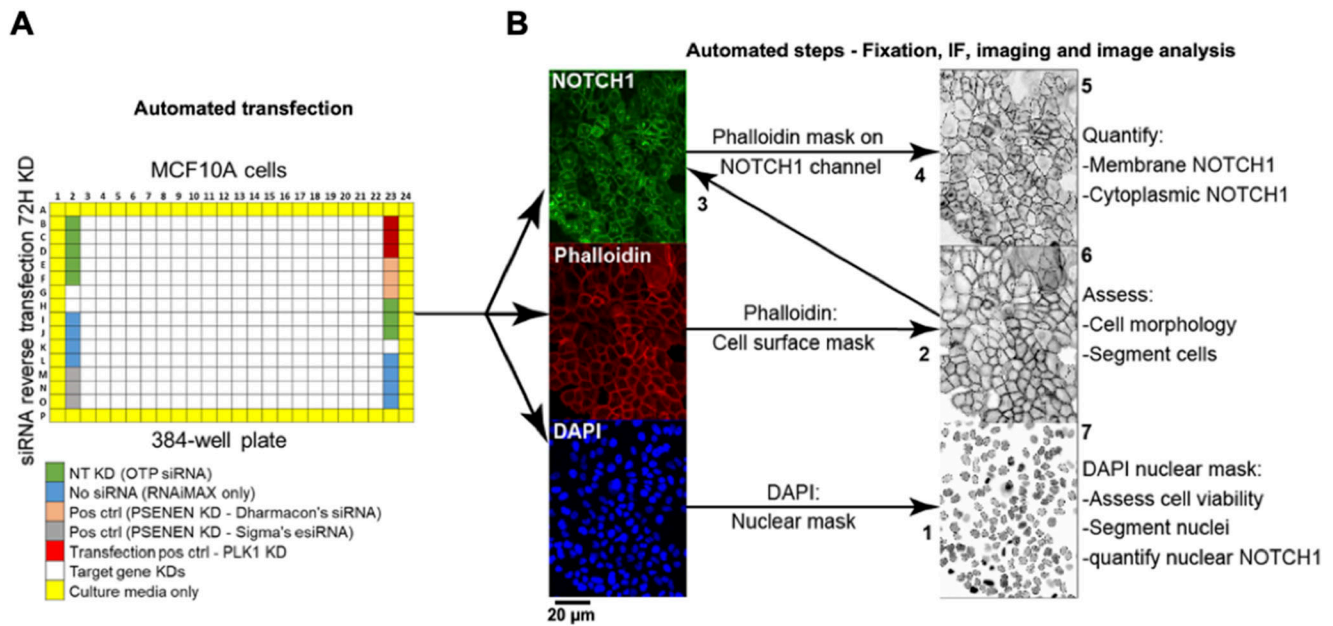 A
Automated transfection
MCF10A cells
1 2 3 4 5 6 7 8 9 10 11 12 13 14 15 16 17 18 19 20 21 22 23 24
A
B
C
D
E
F
G
H
I
J
K
L
M
N
O
P
siRNA reverse transfection 72H KD
384-well plate
NT KD (OTP siRNA)
No siRNA (RNAiMAX only)
Pos ctrl (PSENEN KD - Dharmacon's siRNA)
Pos ctrl (PSENEN KD - Sigma's esiRNA)
Transfection pos ctrl - PLK1 KD
Target gene KDs
Culture media only
B
Automated steps - Fixation, IF, imaging and image analysis
NOTCH1
Phalloidin mask on
NOTCH1 channel
4
3
5
Quantify:
-Membrane NOTCH1
-Cytoplasmic NOTCH1
Phalloidin
Phalloidin:
Cell surface mask
2
6
Assess:
-Cell morphology
-Segment cells
DAPI
DAPI:
Nuclear mask
1
7
DAPI nuclear mask:
-Assess cell viability
-Segment nuclei
-quantify nuclear NOTCH1
20 µm